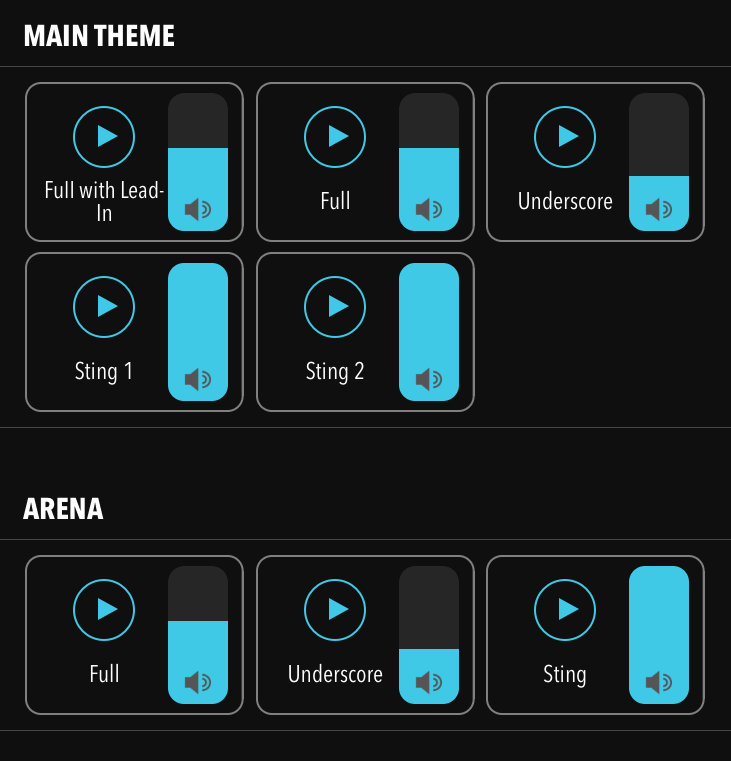 MAIN THEME
Full with Lead-
In
Full
Underscore
Sting 1
Sting 2
ARENA
Full
Underscore
Sting